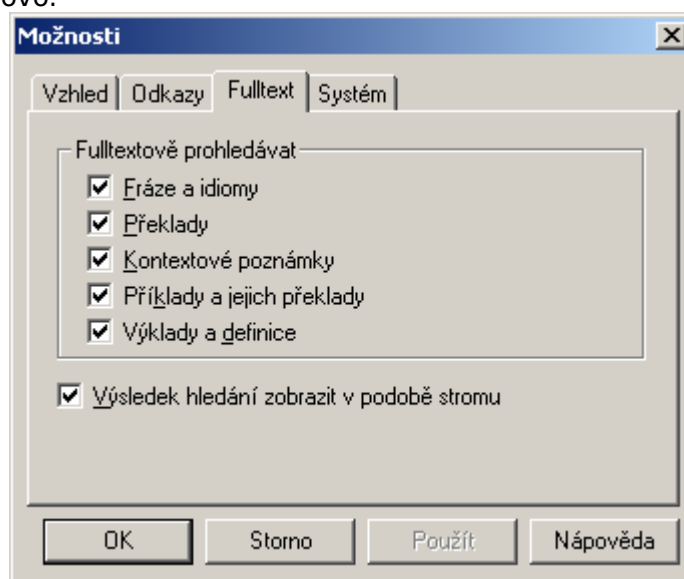 ovo.
Možnosti
Vzhled Odkazy Fulltext Systém
Fulltextově prohledávat
Fráze a idiomy
Překlady
Kontextové poznámky
Příklady a jejich překlady
Výklady a definice
Výsledek hledání zobrazit v podobě stromu
OK Storno Použít Nápověda